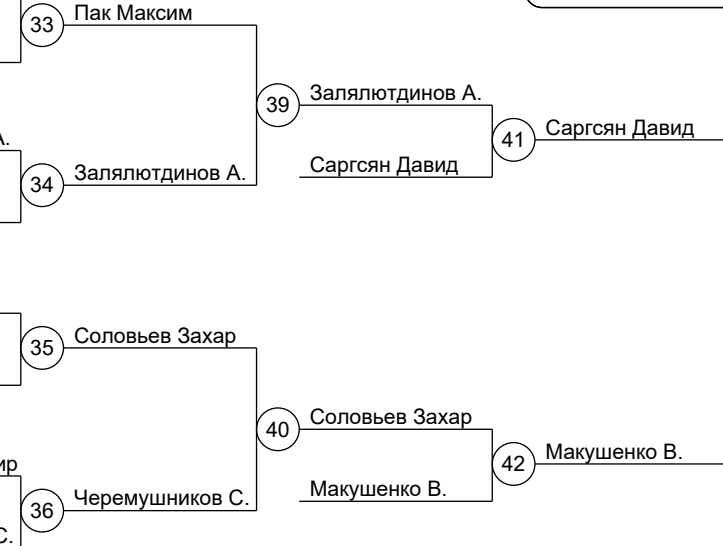 33 Пак Максим
39 Залялютдинов А.
41 Саргсян Давид
Саргсян Давид
34 Залялютдинов А.
35 Соловьев Захар
40 Соловьев Захар
42 Макушенко В.
Макушенко В.
36 Черемушников С.
С.